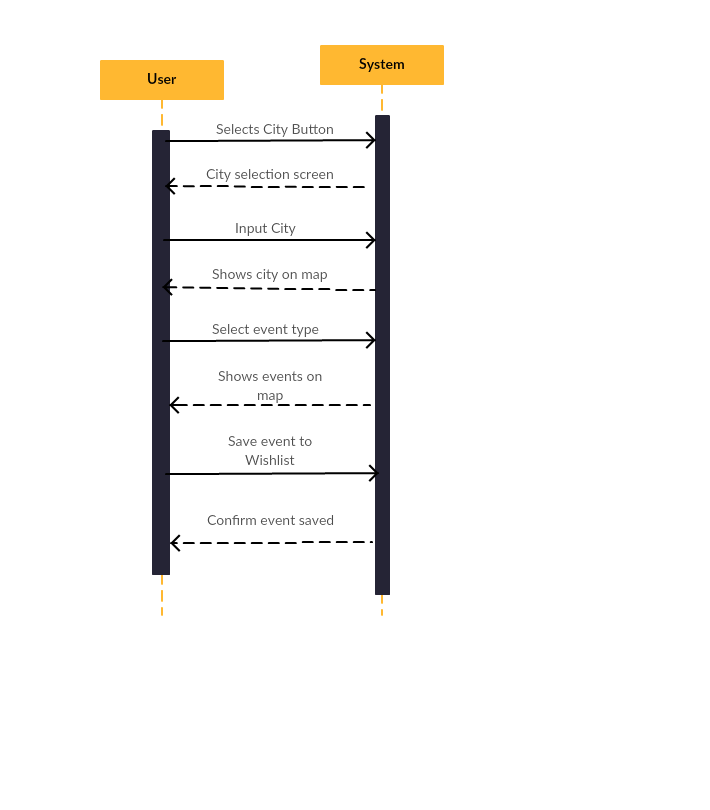 User
System
Selects City Button
City selection screen
Input City
Shows city on map
Select event type
Shows events on
map
Save event to
Wishlist
Confirm event saved